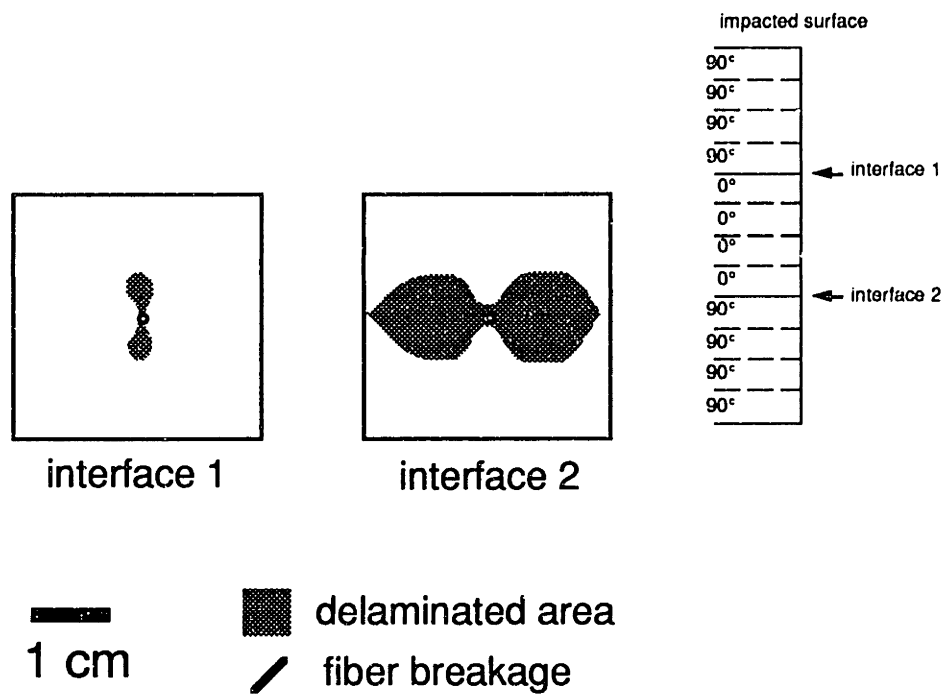 impacted surface
90°
90°
90°
90°
interface 1
0°
0°
0°
0°
interface 2
90°
90°
90°
90°
interface 1
interface 2
1 cm
delaminated area
fiber breakage